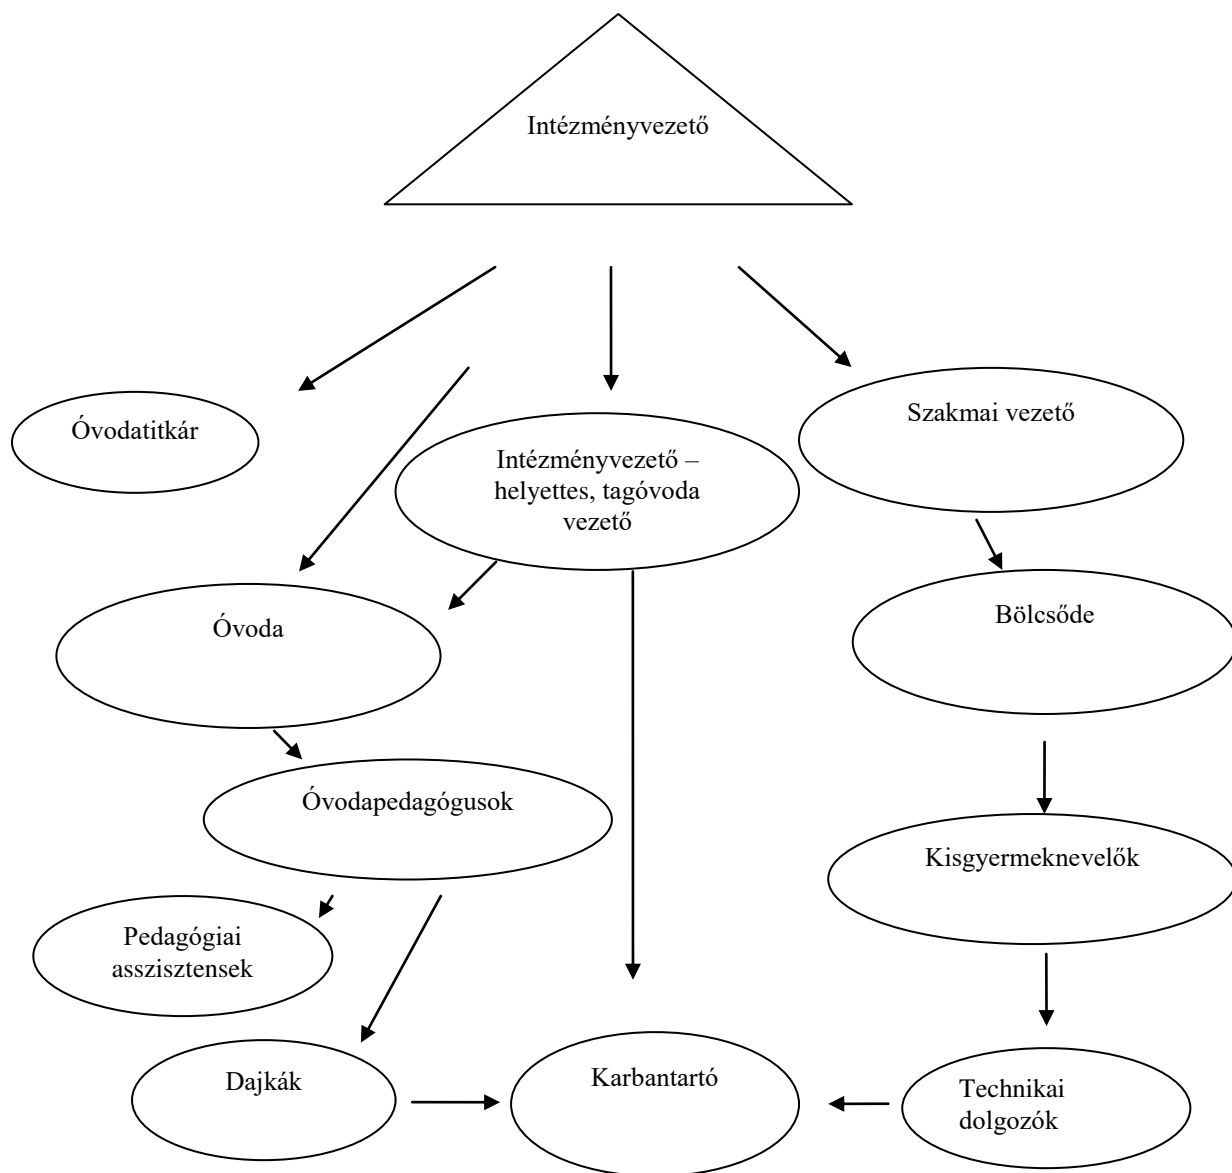 Intézményvezető
Óvodatitkár
Intézményvezető –
helyettes, tagóvoda
vezető
Szakmai vezető
Óvoda
Bölcsőde
Óvodapedagógusok
Kisgyermeknevelők
Pedagógiai
asszisztensek
Dajkák
Karbantartó
Technikai
dolgozók